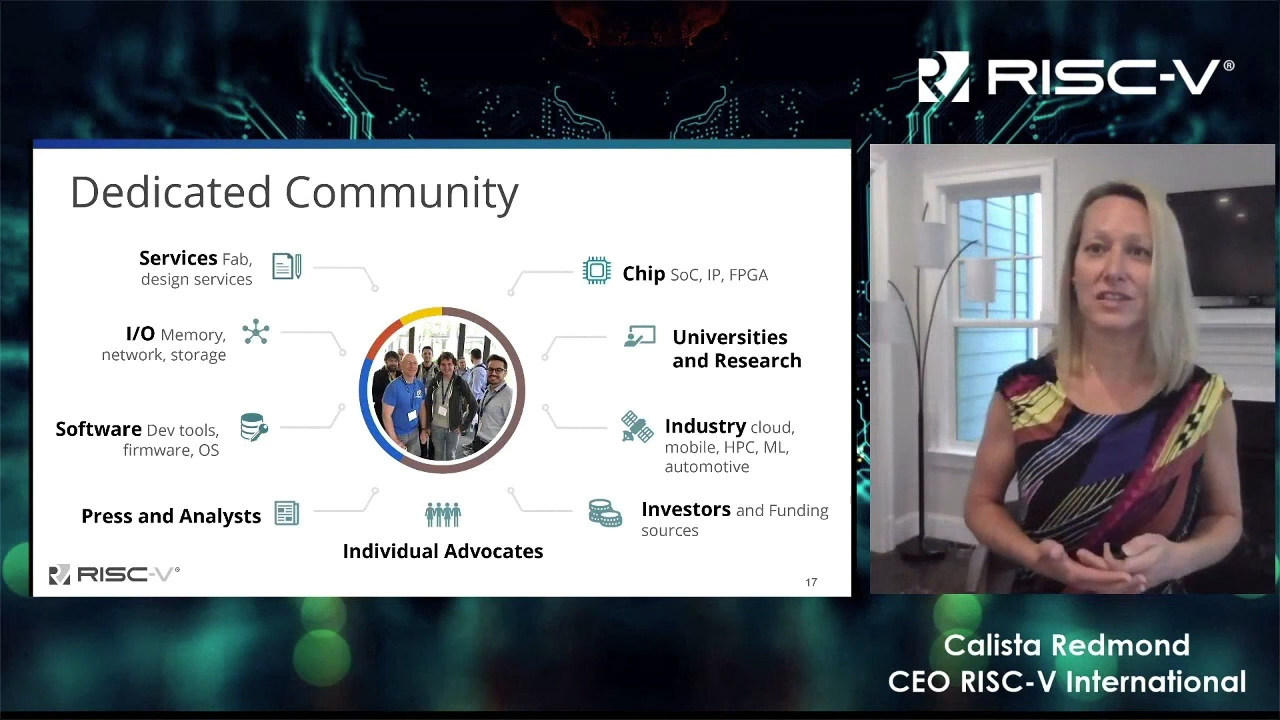 RISC-V®
Dedicated Community
Services Fab,
design services
I/O Memory,
network, storage
Software Dev tools,
firmware, OS
Press and Analysts
Individual Advocates
Chip SoC, IP, FPGA
Universities
and Research
Industry cloud,
mobile, HPC, ML,
automotive
Investors and Funding
sources
RISC-V®
17
Calista Redmond
CEO RISC-V International